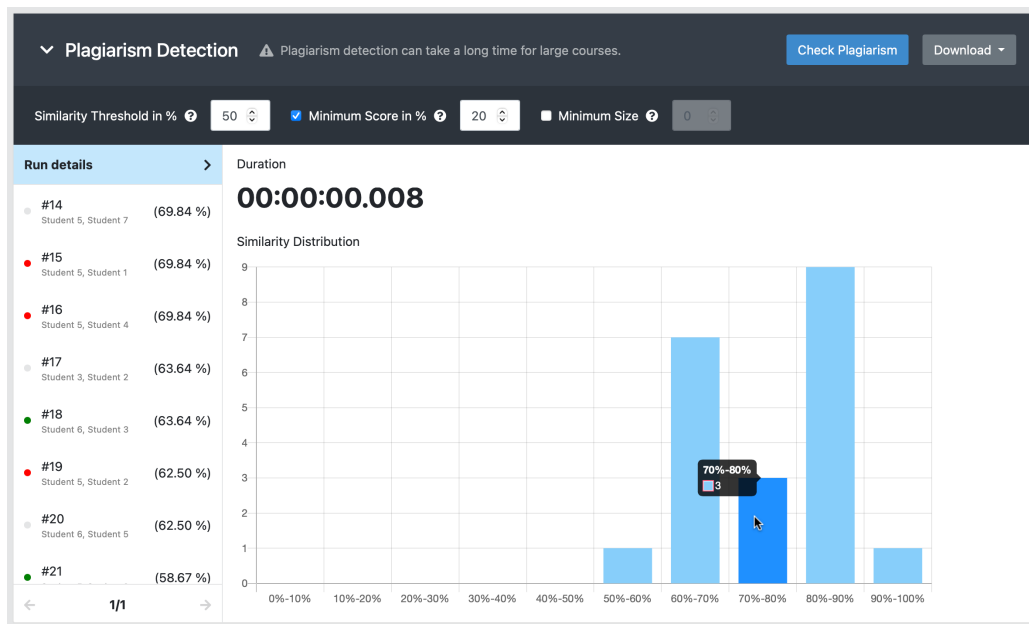 Plagiarism Detection
Plagiarism detection can take a long time for large courses.
Check Plagiarism
Download
Similarity Threshold in %
50
Minimum Score in %
20
Minimum Size
0
Run details
#14
(69.84 %)
Student 5, Student 7
#15
(69.84 %)
Student 5, Student 1
#16
(69.84 %)
Student 5, Student 4
#17
(63.64 %)
Student 3, Student 2
#18
(63.64 %)
Student 6, Student 3
#19
(62.50 %)
Student 5, Student 2
#20
(62.50 %)
Student 6, Student 5
#21
(58.67 %)
1/1
Duration
00:00:00.008
Similarity Distribution
9
8
7
6
5
4
3
2
1
0
70%-80%
3
0%-10%
10%-20%
20%-30%
30%-40%
40%-50%
50%-60%
60%-70%
70%-80%
80%-90%
90%-100%